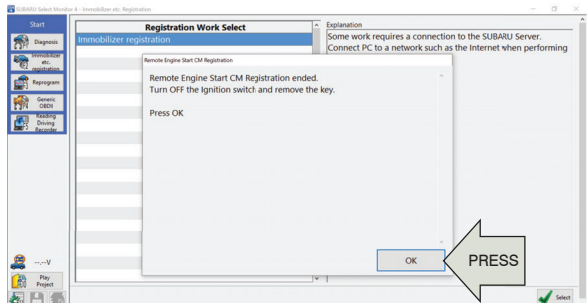 SUBARU Select Monitor 4 - Immobilizer etc. Registration
Start
Diagnosis
Immobilizer
etc.
registration
Reprogram
Generic
OBDII
Reading
Driving
Recorder
--.--V
Play
Project
Registration Work Select
Immobilizer registration
Explanation
Some work requires a connection to the SUBARU Server.
Connect PC to a network such as the Internet when performing
Remote Engine Start CM Registration
Remote Engine Start CM Registration ended.
Turn OFF the Ignition switch and remove the key.
Press OK
OK
PRESS
Select